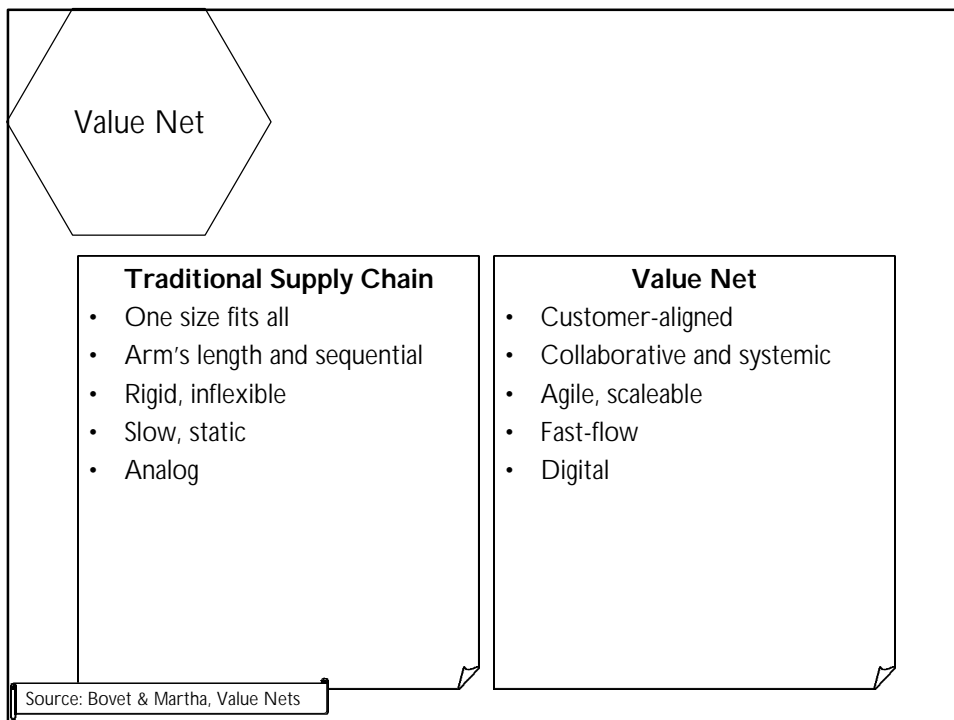 Value Net
Traditional Supply Chain
• One size fits all
• Arm's length and sequential
• Rigid, inflexible
• Slow, static
• Analog
Value Net
• Customer-aligned
• Collaborative and systemic
• Agile, scaleable
• Fast-flow
• Digital
Source: Bovet & Martha, Value Nets